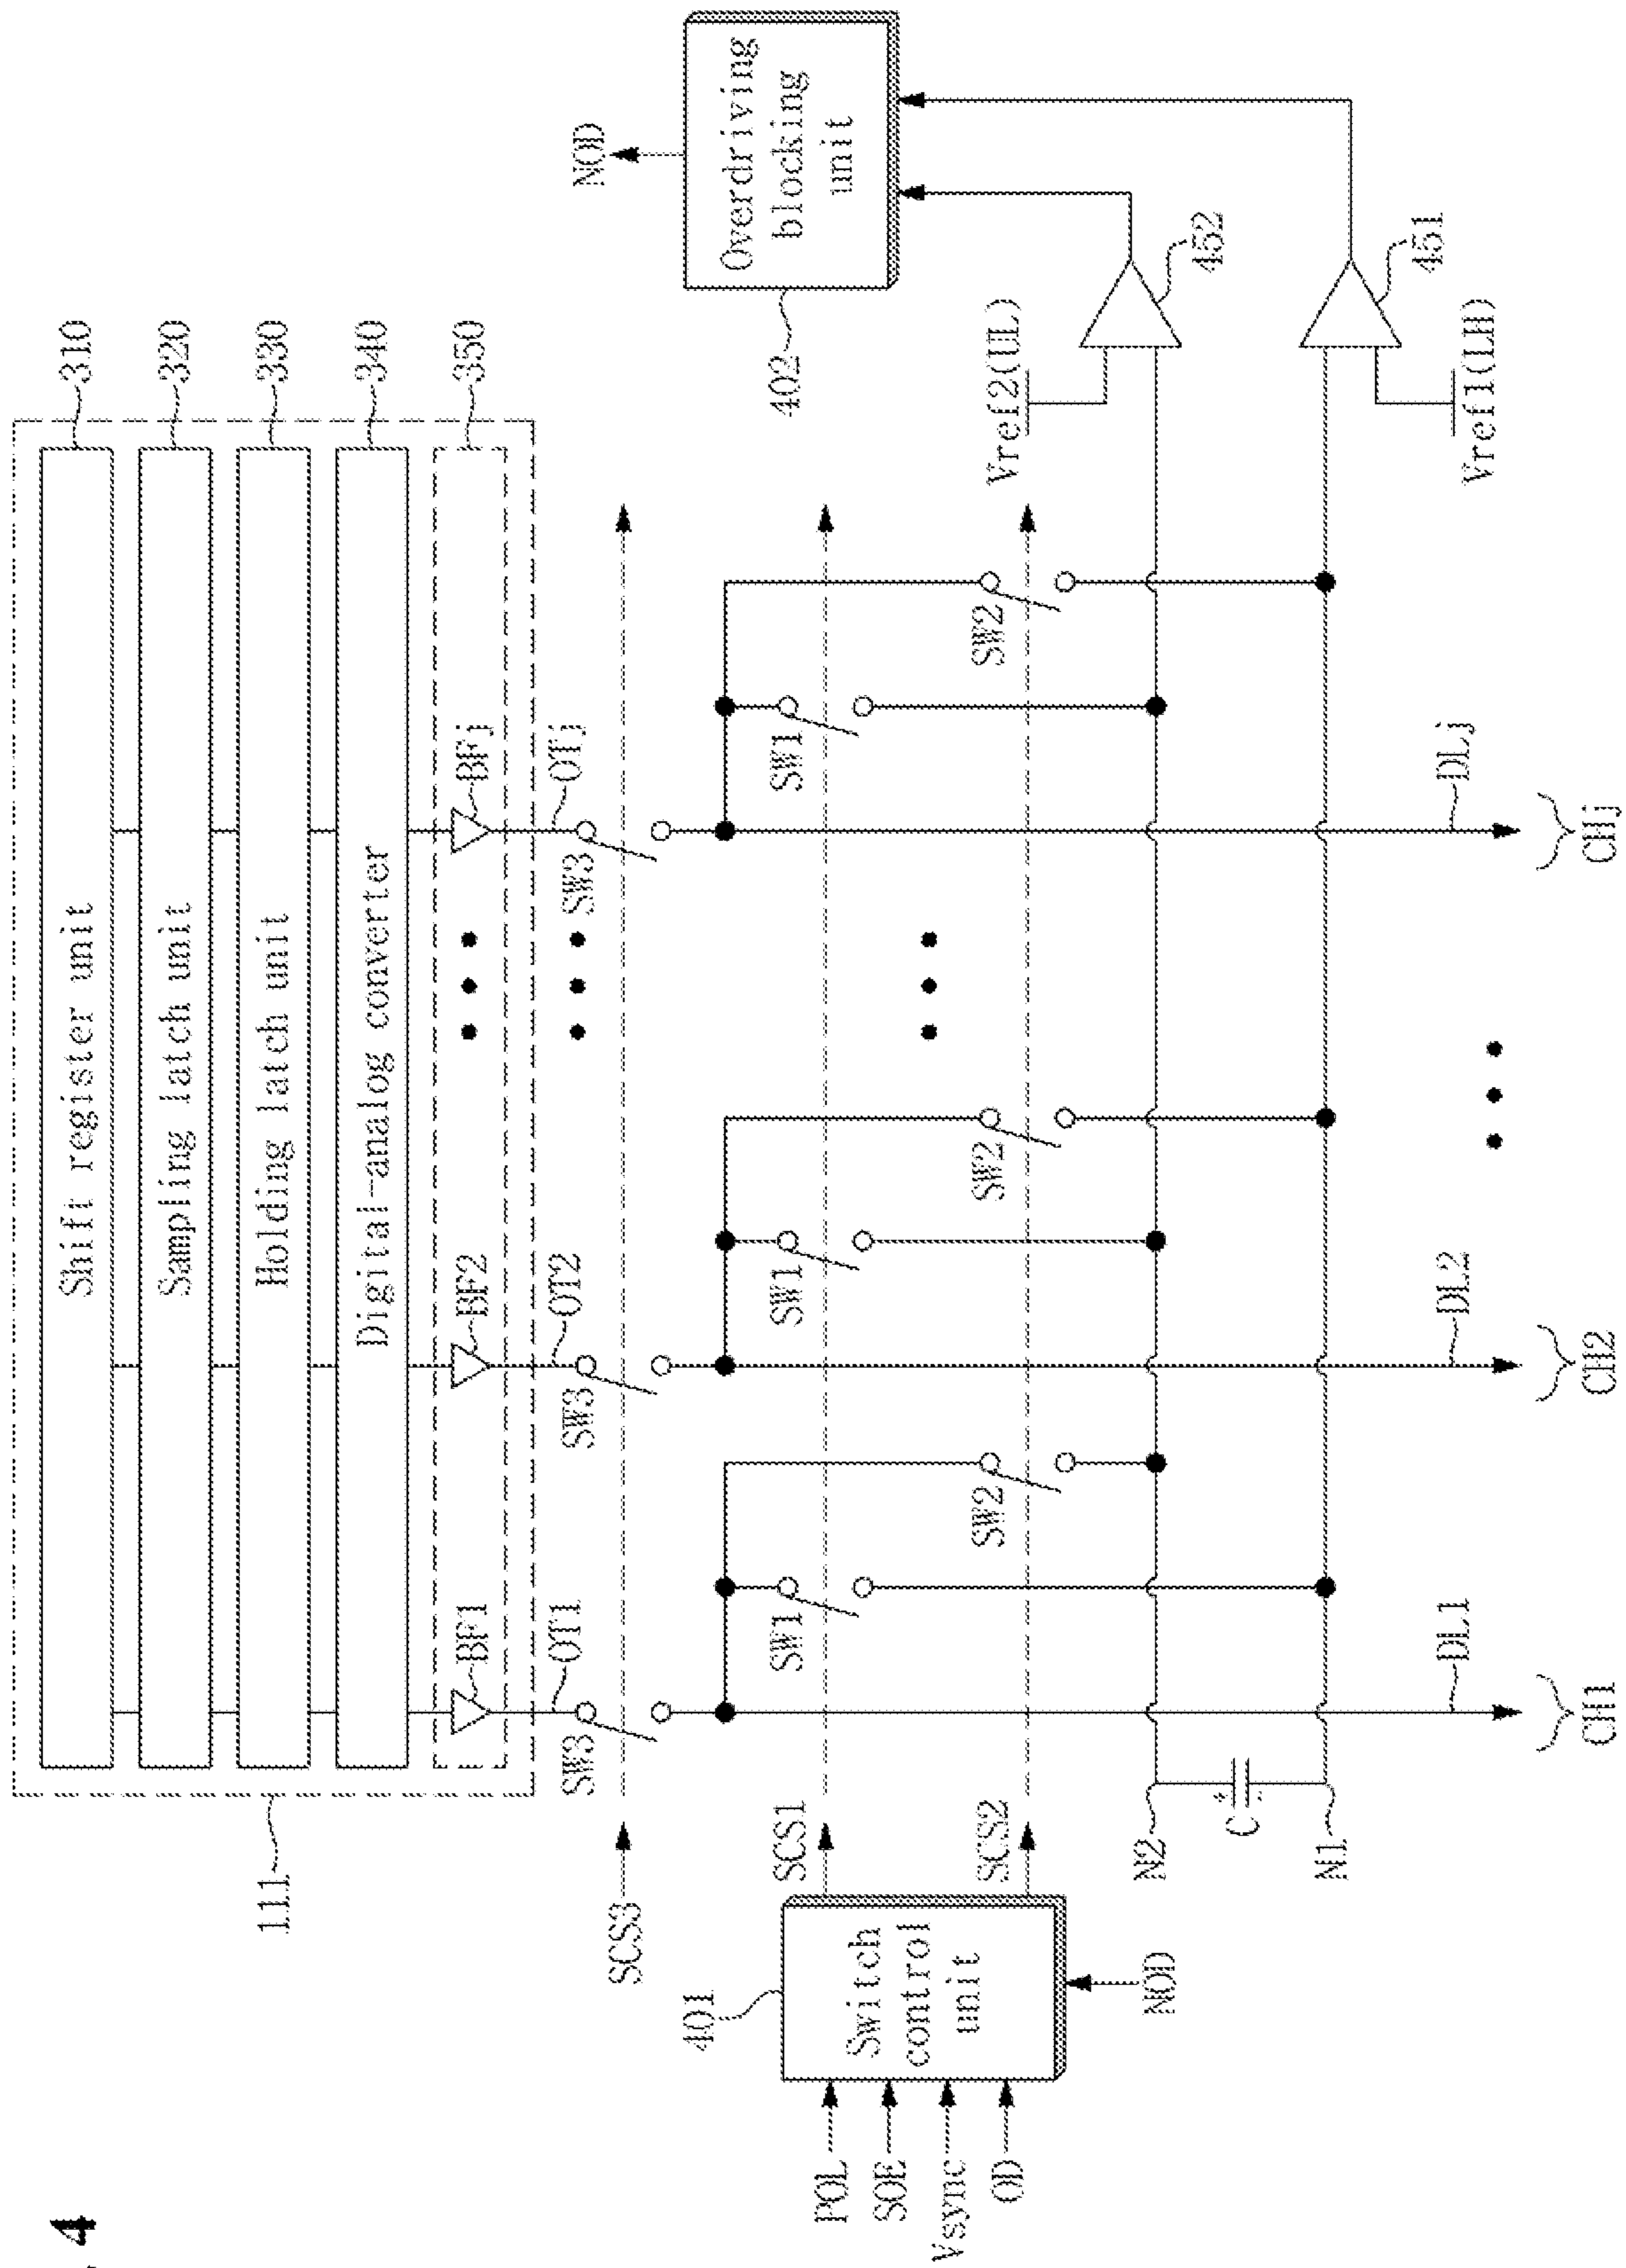 . 4
111
Shift register unit
310
Sampling latch unit
320
Holding latch unit
330
Digital-analog converter
340
BF1
BF2
BFj
350
OT1
OT2
OTj
SW3
SW3
SW3
SCS3
401
Switch
control
unit
POL
SOE
Vsync
OD
NOD
SCS1
SCS2
SW1
SW2
SW1
SW2
SW1
SW2
NOD
Overdriving
blocking
unit
402
Vref2(UL)
452
Vref1(LH)
451
N2
C
N1
DL1
DL2
DLj
CH1
CH2
CHj